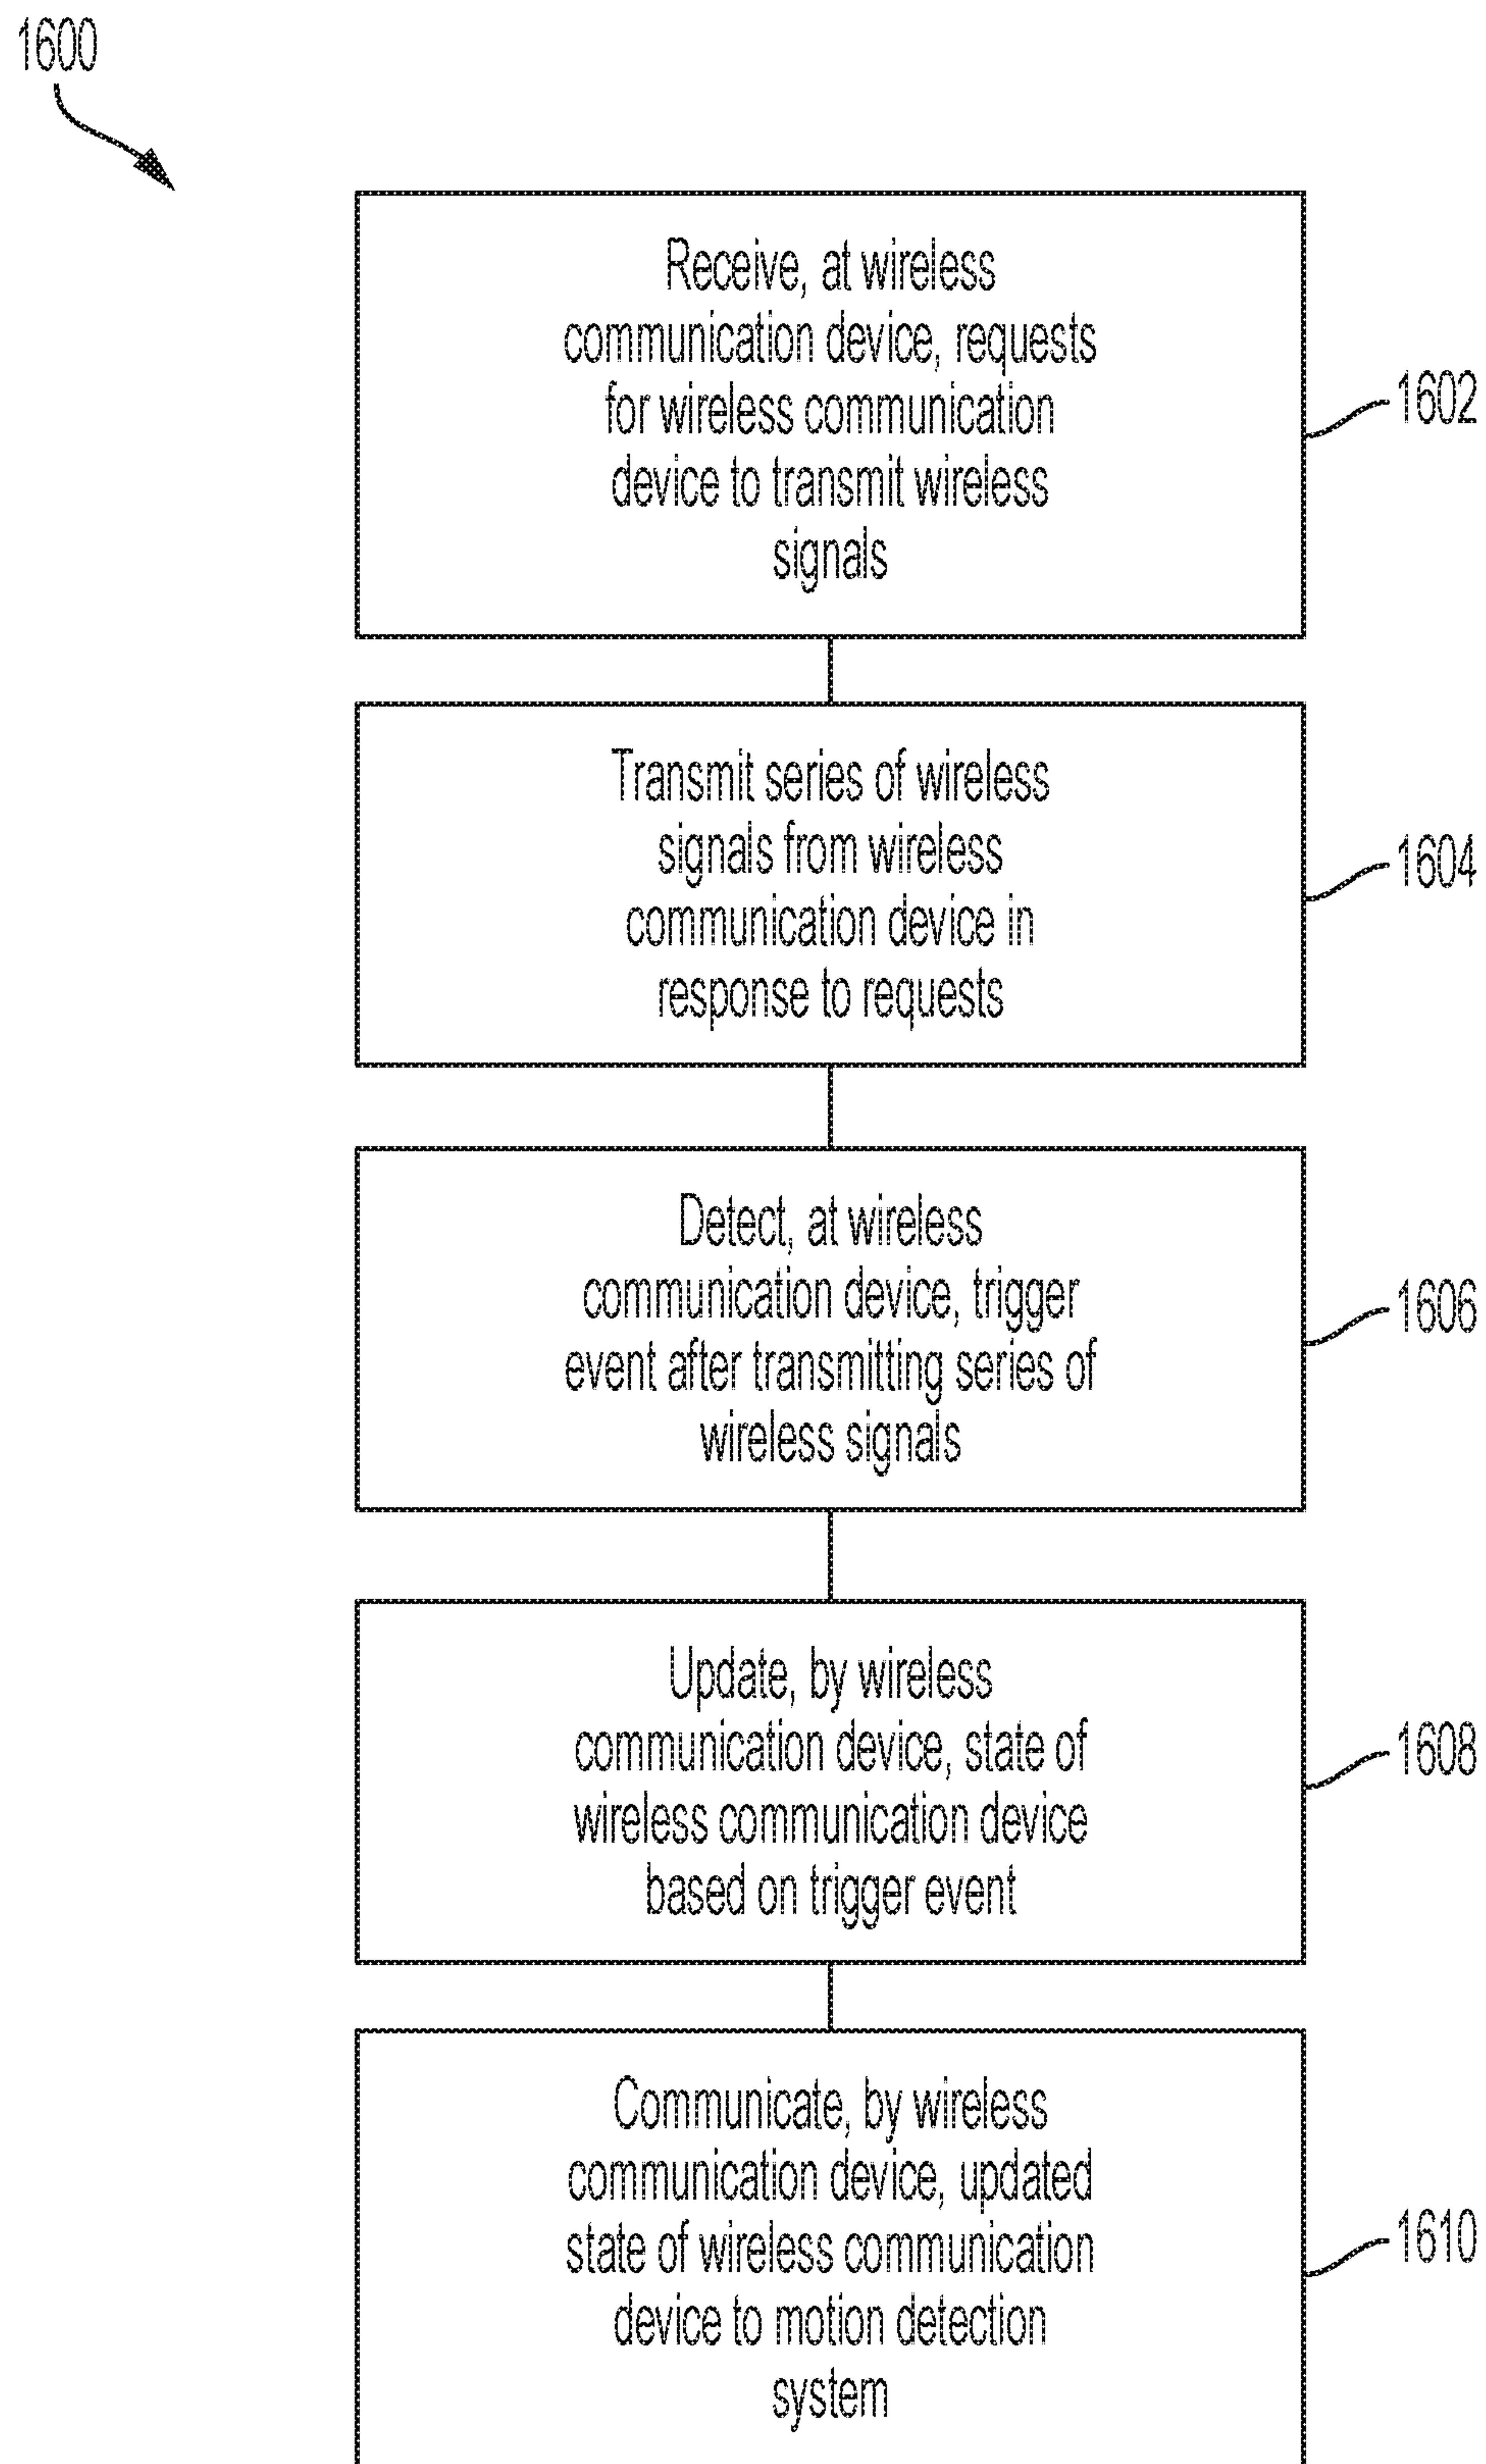 1600
Receive, at wireless
communication device, requests
for wireless communication
device to transmit wireless
signals
1602
Transmit series of wireless
signals from wireless
communication device in
response to requests
1604
Detect, at wireless
communication device, trigger
event after transmitting series of
wireless signals
1606
Update, by wireless
communication device, state of
wireless communication device
based on trigger event
1608
Communicate, by wireless
communication device, updated
state of wireless communication
device to motion detection
system
1610